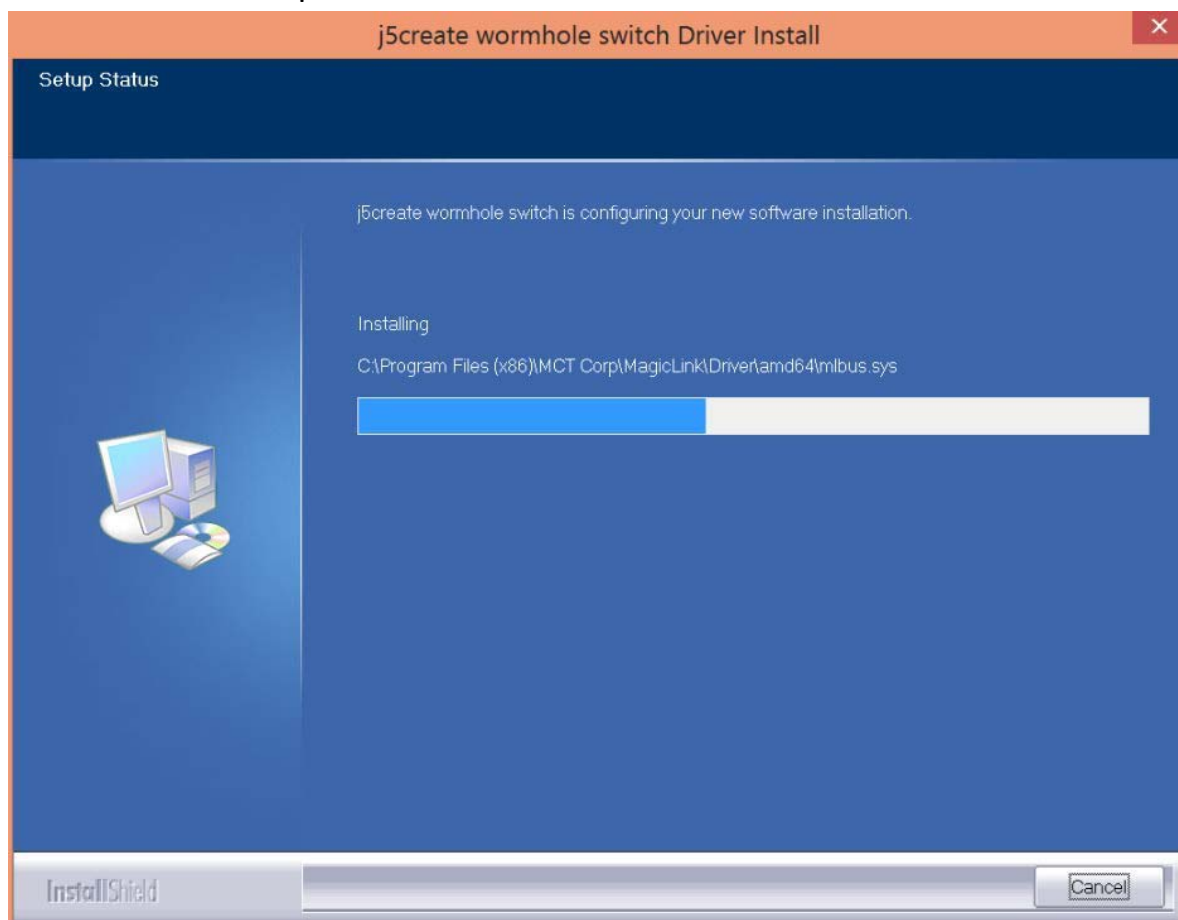 j5create wormhole switch Driver Install
Setup Status
j5create wormhole switch is configuring your new software installation.
Installing
C:\Program Files (x86)\MCT Corp\MagicLink\Driver\amd64\mlbus.sys
InstallShield
Cancel